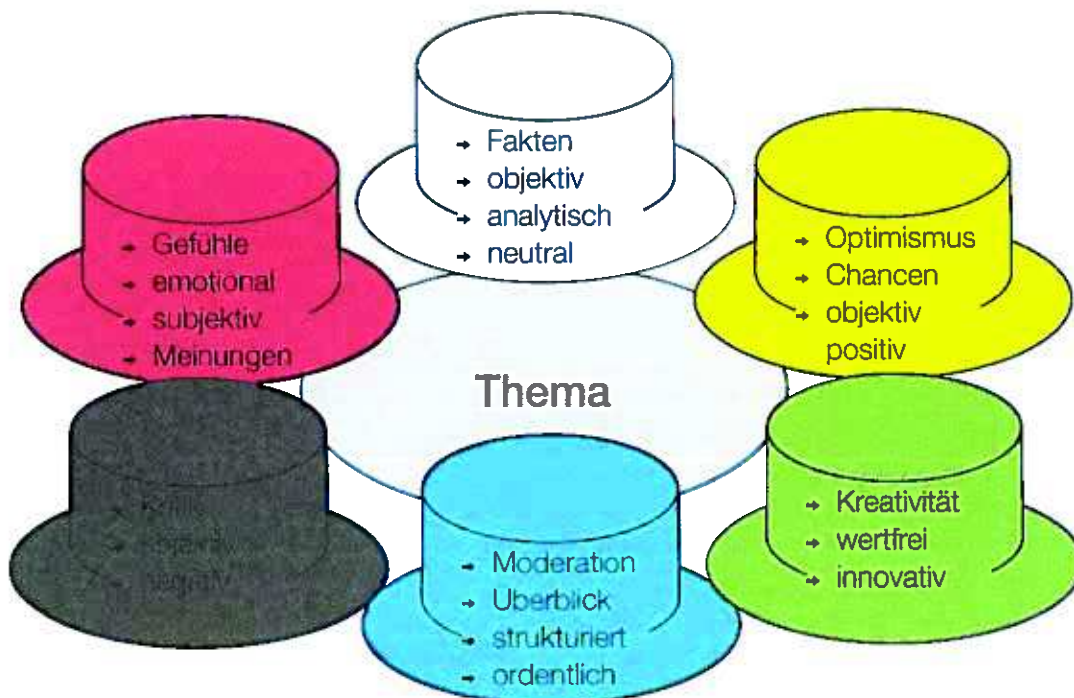 → Fakten
→ objektiv
→ analytisch
→ neutral
→ Gefühle
→ emotional
→ subjektiv
→ Meinungen
→ Optimismus
→ Chancen
→ objektiv
positiv
Thema
→ Kreativität
→ wertfrei
→ innovativ
→ Moderation
→ Überblick
→ strukturiert
→ ordentlich